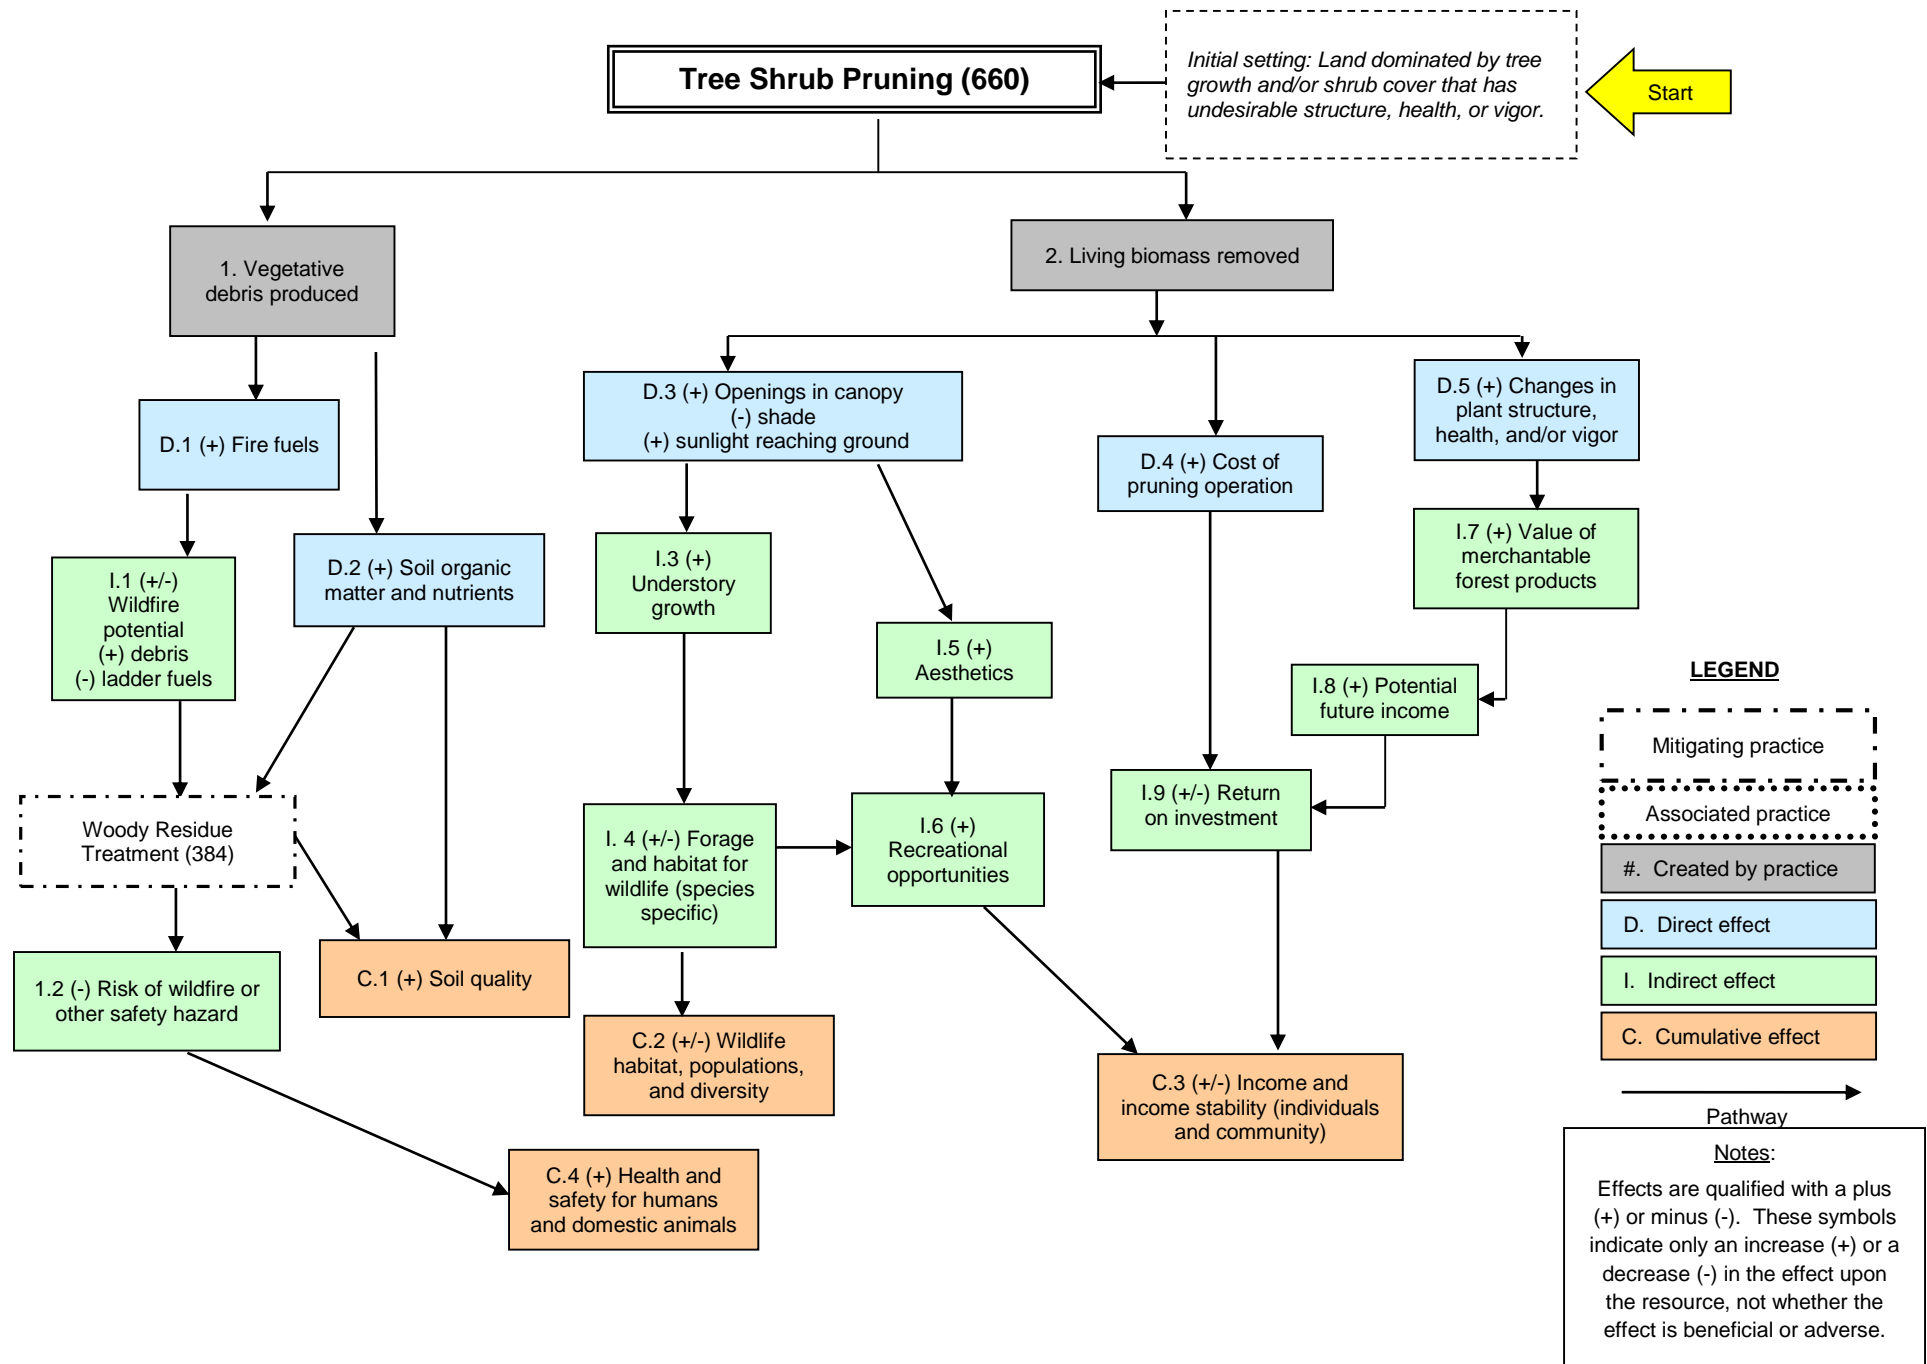 Tree Shrub Pruning (660)
Initial setting: Land dominated by tree
growth and/or shrub cover that has
undesirable structure, health, or vigor.
Start
1. Vegetative
debris produced
2. Living biomass removed
D.1 (+) Fire fuels
D.2 (+) Soil organic
matter and nutrients
D.3 (+) Openings in canopy
(-) shade
(+) sunlight reaching ground
D.4 (+) Cost of
pruning operation
D.5 (+) Changes in
plant structure,
health, and/or vigor
I.1 (+/-)
Wildfire
potential
(+) debris
(-) ladder fuels
I.3 (+)
Understory
growth
I.5 (+)
Aesthetics
I.7 (+) Value of
merchantable
forest products
I.8 (+) Potential
future income
Woody Residue
Treatment (384)
I. 4 (+/-) Forage
and habitat for
wildlife (species
specific)
I.6 (+)
Recreational
opportunities
I.9 (+/-) Return
on investment
1.2 (-) Risk of wildfire or
other safety hazard
C.1 (+) Soil quality
C.2 (+/-) Wildlife
habitat, populations,
and diversity
C.3 (+/-) Income and
income stability (individuals
and community)
C.4 (+) Health and
safety for humans
and domestic animals
LEGEND
Mitigating practice
Associated practice
#. Created by practice
D. Direct effect
I. Indirect effect
C. Cumulative effect
Pathway
Notes:
Effects are qualified with a plus
(+) or minus (-). These symbols
indicate only an increase (+) or a
decrease (-) in the effect upon
the resource, not whether the
effect is beneficial or adverse.